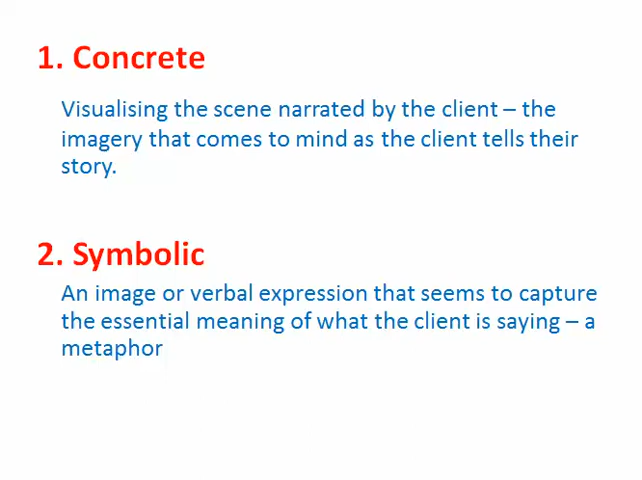 1. Concrete
Visualising the scene narrated by the client – the
imagery that comes to mind as the client tells their
story.
2. Symbolic
An image or verbal expression that seems to capture
the essential meaning of what the client is saying – a
metaphor